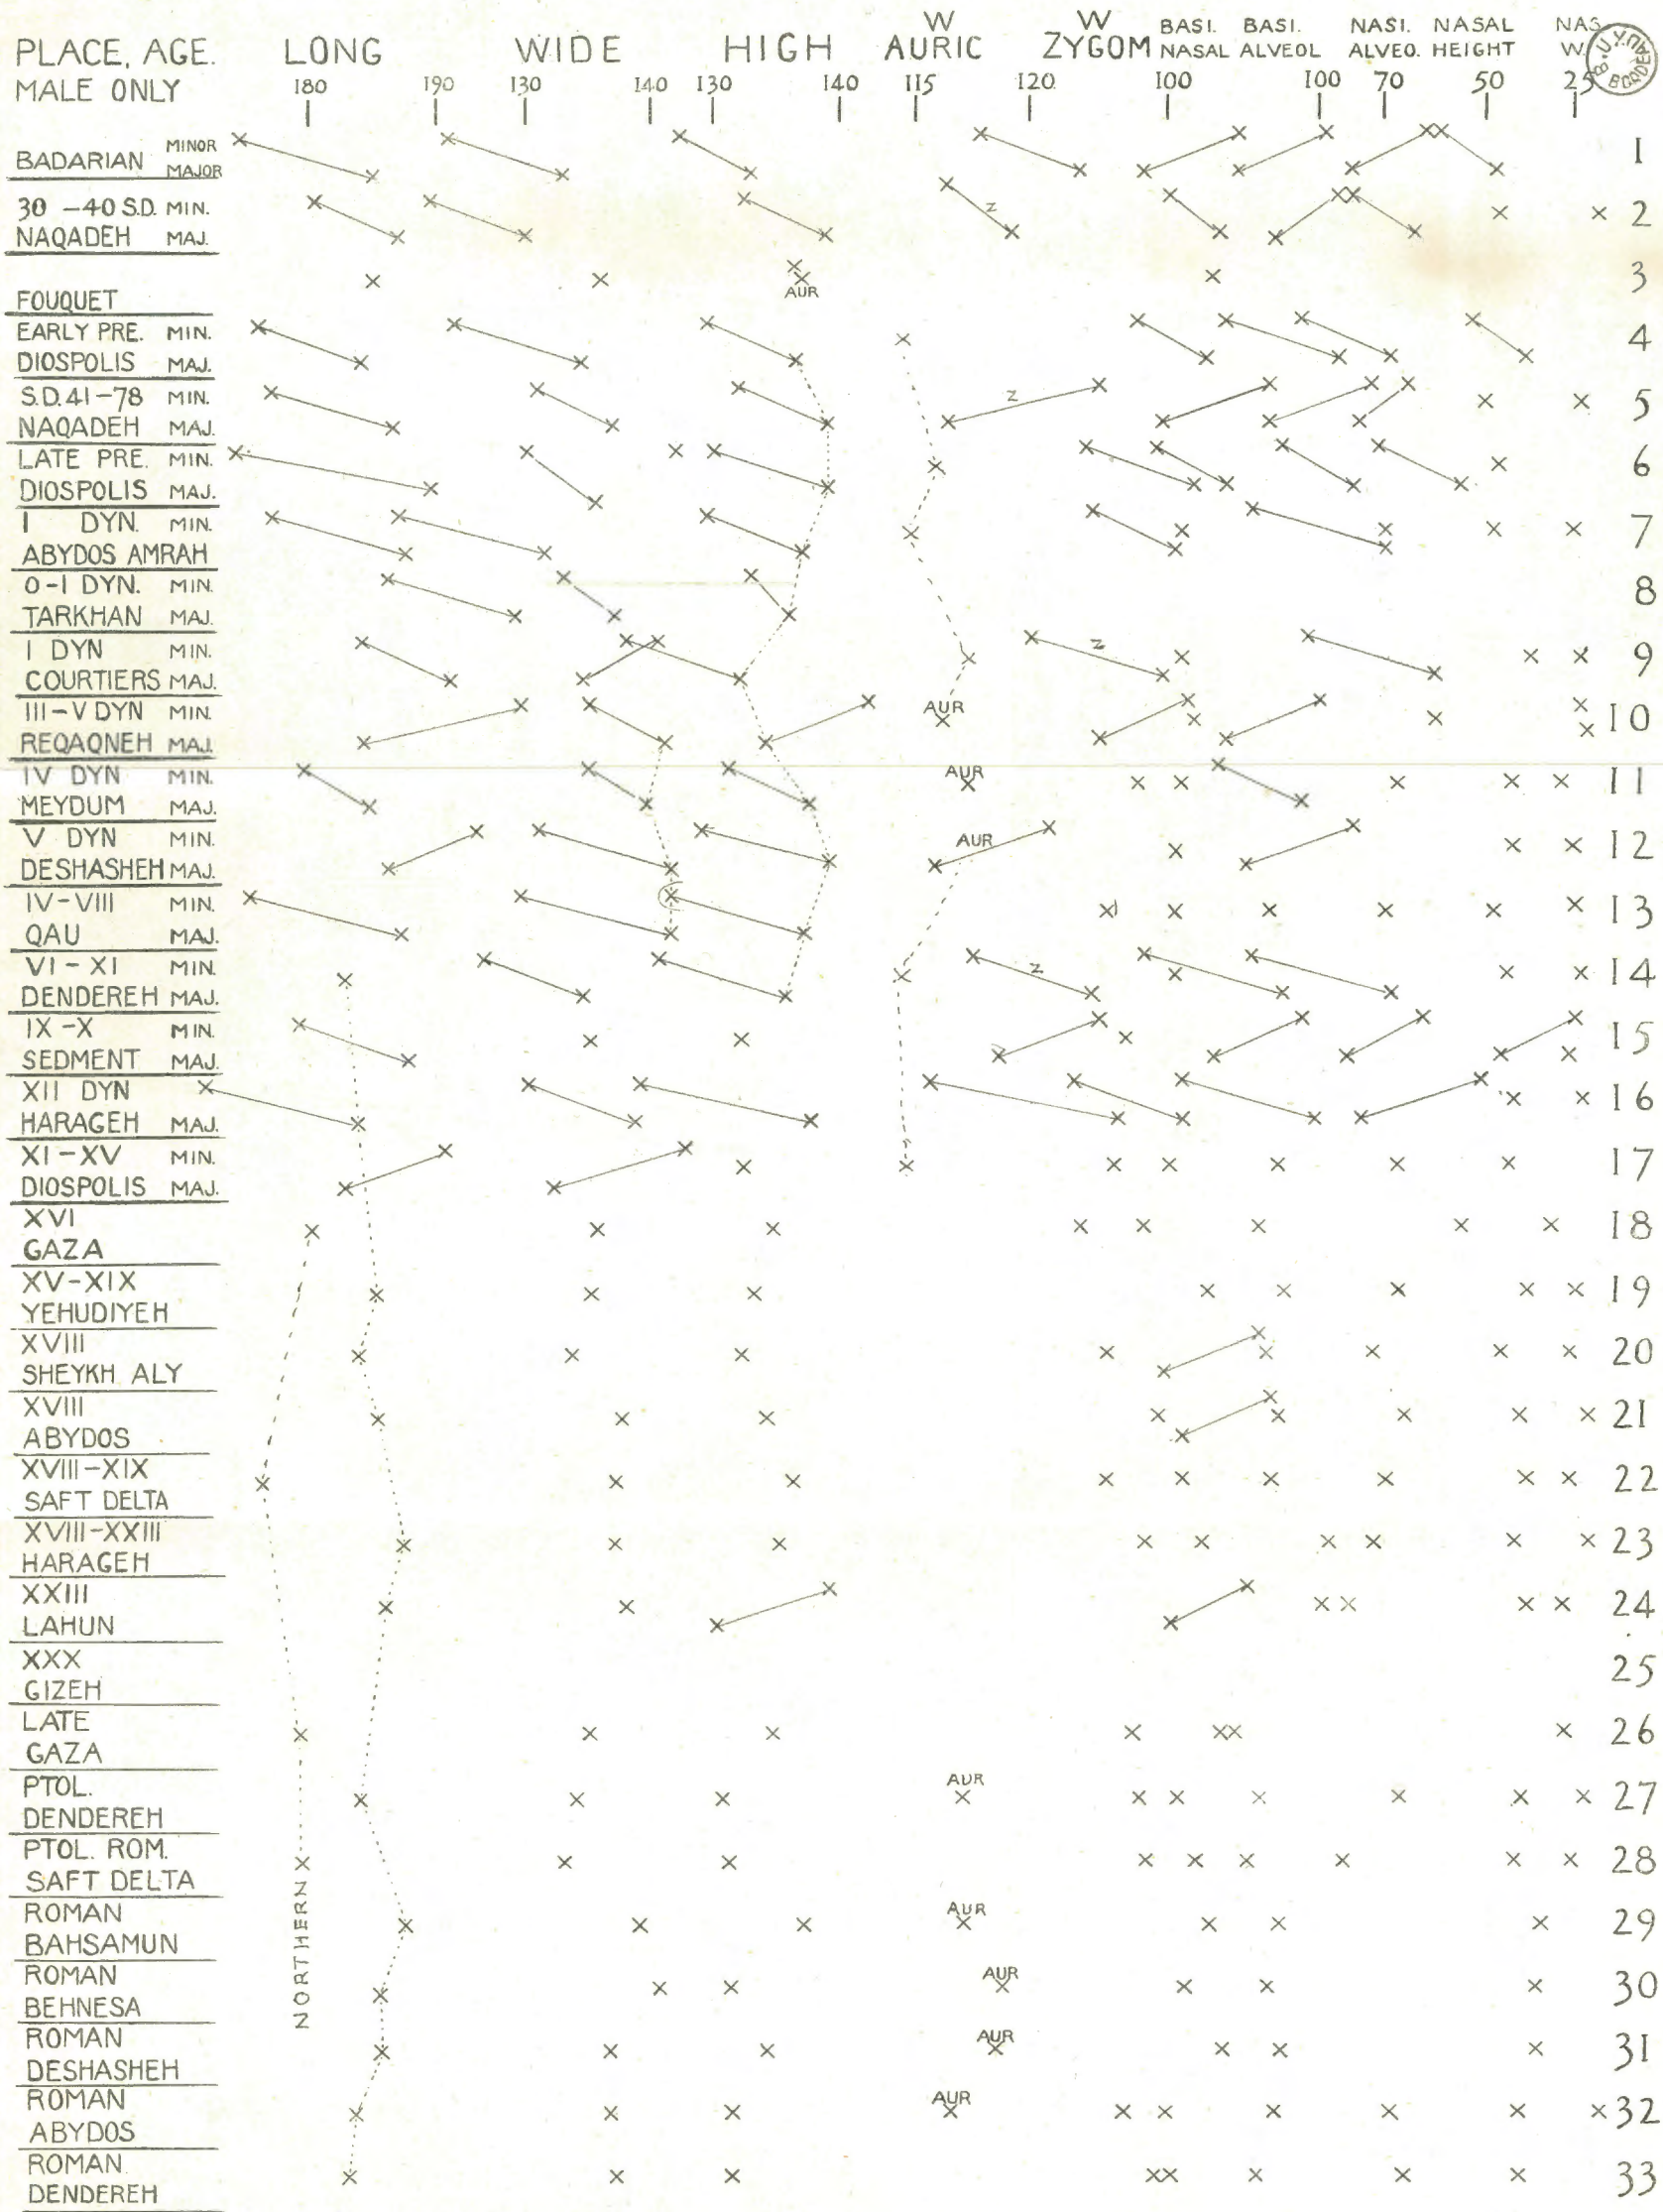 PLACE, AGE. LONG WIDE HIGH W AURIC W ZYGOM BASI. NASAL BASI. ALVEOL NASI. ALVEO. NASAL HEIGHT NAS. W.
MALE ONLY 180 190 130 140 130 140 115 120 100 100 70 50 25
BADARIAN MINOR MAJOR 1
30-40 S.D. MIN.
NAQADEH MAJ. Z 2
FOUQUET AUR 3
EARLY PRE. MIN.
DIOSPOLIS MAJ. 4
S.D. 41-78 MIN.
NAQADEH MAJ. Z 5
LATE PRE. MIN.
DIOSPOLIS MAJ. 6
I DYN. MIN.
ABYDOS AMRAH 7
0-I DYN. MIN.
TARKHAN MAJ. 8
I DYN MIN.
COURTIERS MAJ. Z 9
III-V DYN MIN. AUR
REQAQNEH MAJ. 10
IV DYN MIN. AUR
MEYDUM MAJ. 11
V DYN MIN. AUR
DESHASHEH MAJ. 12
IV-VIII MIN.
QAU MAJ. 13
VI-XI MIN. Z
DENDEREH MAJ. 14
IX-X MIN.
SEDMENT MAJ. 15
XII DYN
HARAGEH MAJ. 16
XI-XV MIN.
DIOSPOLIS MAJ. 17
XVI
GAZA 18
XV-XIX
YEHUDIYEH 19
XVIII
SHEYKH ALY 20
XVIII
ABYDOS 21
XVIII-XIX
SAFT DELTA 22
XVIII-XXIII
HARAGEH 23
XXIII
LAHUN 24
XXX
GIZEH 25
LATE
GAZA 26
PTOL. AUR
DENDEREH 27
PTOL. ROM.
SAFT DELTA 28
NORTHERN
ROMAN AUR
BAHSAMUN 29
ROMAN AUR
BEHNESA 30
ROMAN AUR
DESHASHEH 31
ROMAN AUR
ABYDOS 32
ROMAN
DENDEREH 33